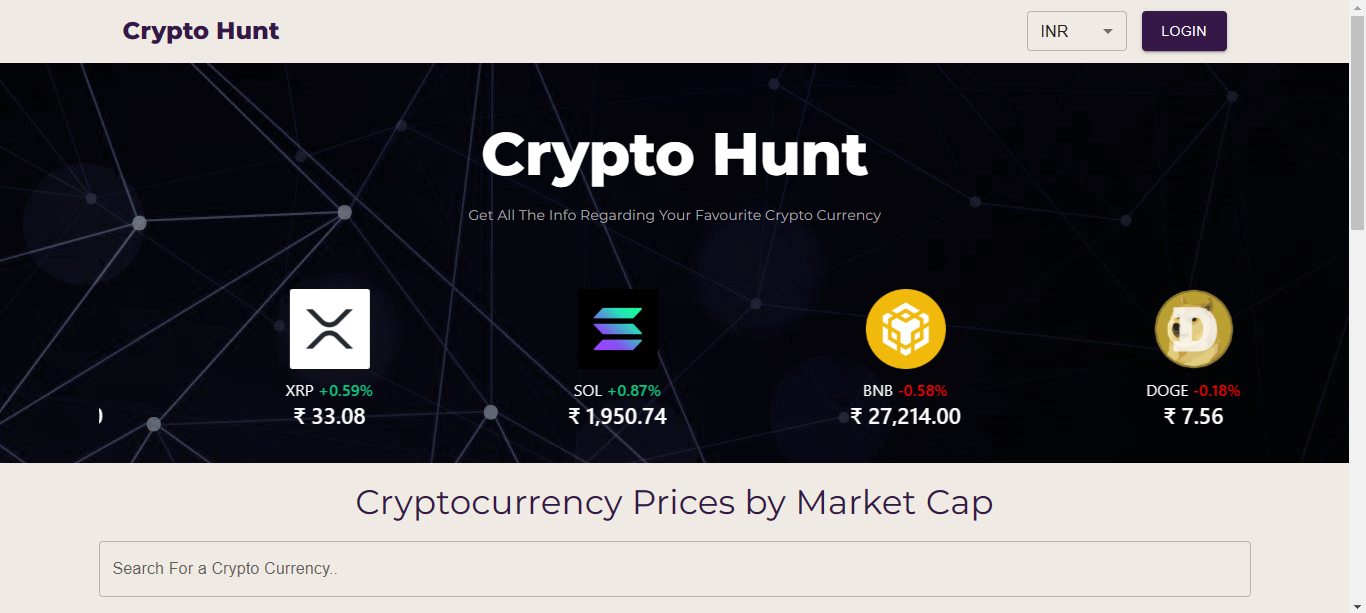 Crypto Hunt
INR
LOGIN
Crypto Hunt
Get All The Info Regarding Your Favourite Crypto Currency
XRP +0.59%
₹ 33.08
SOL +0.87%
₹ 1,950.74
BNB -0.58%
₹ 27,214.00
DOGE -0.18%
₹ 7.56
Cryptocurrency Prices by Market Cap
Search For a Crypto Currency..